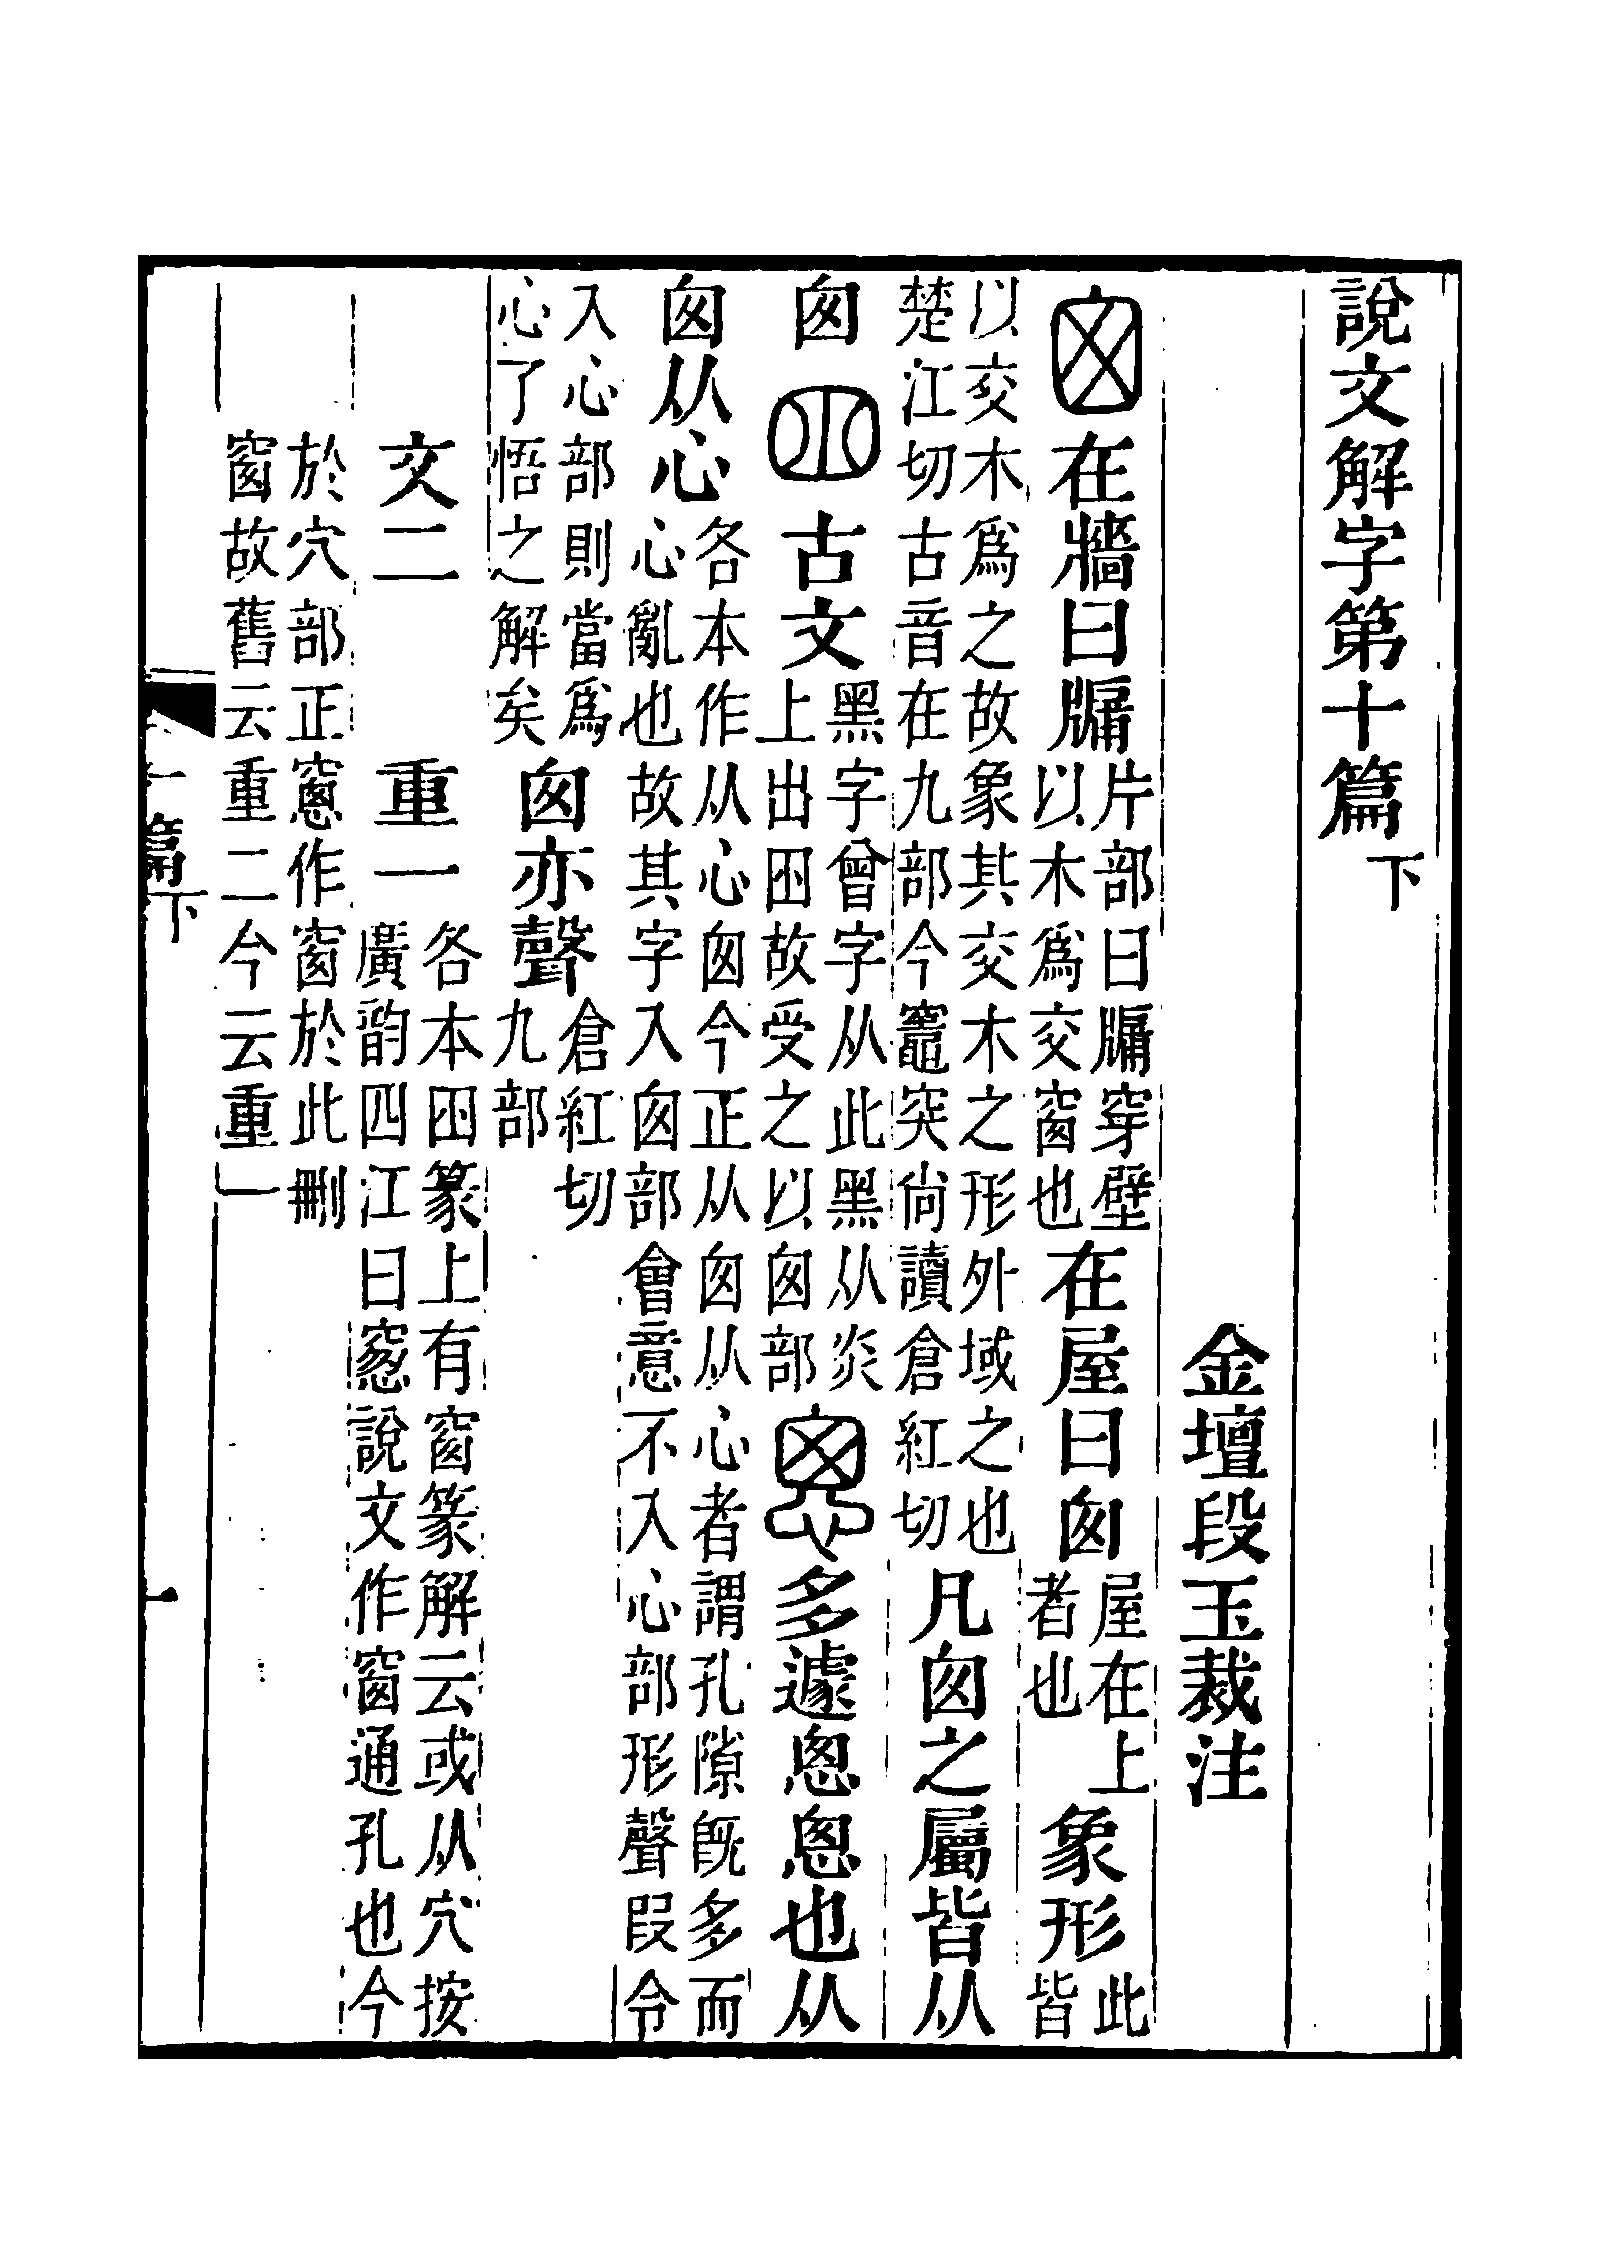 說文解字第十篇下
金壇段玉裁注
囪在牆曰牖片部曰牖穿壁以木爲交窗也在屋曰囪屋在上者也象形此皆
以交木爲之故象其交木之形外域之也楚江切古音在九部今竈突尙讀倉紅切凡囪之屬皆从
囪𡆧古文黑字曾字从此黑从炎上出𡆧故受之以囪部悤多遽悤悤也从
囪从心各本作从心囪今正从囪从心者謂孔隙旣多而心亂也故其字入囪部會意不入心部形聲叚令
入心部則當爲心了悟之解矣囪亦聲倉紅切九部
文二　重一各本𡆧篆上有窗篆解云或从穴按廣韵四江曰窻說文作窗通孔也今
於穴部正窻作窗於此刪窗故舊云重二今云重一
篇下　一